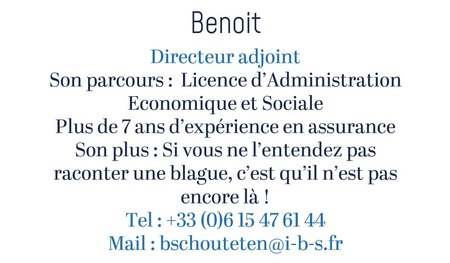 Benoit
Directeur adjoint
Son parcours : Licence d'Administration
Economique et Sociale
Plus de 7 ans d'expérience en assurance
Son plus : Si vous ne l'entendez pas
raconter une blague, c'est qu'il n'est pas
encore là !
Tel : +33 (0)6 15 47 61 44
Mail : bschouteten@i-b-s.fr